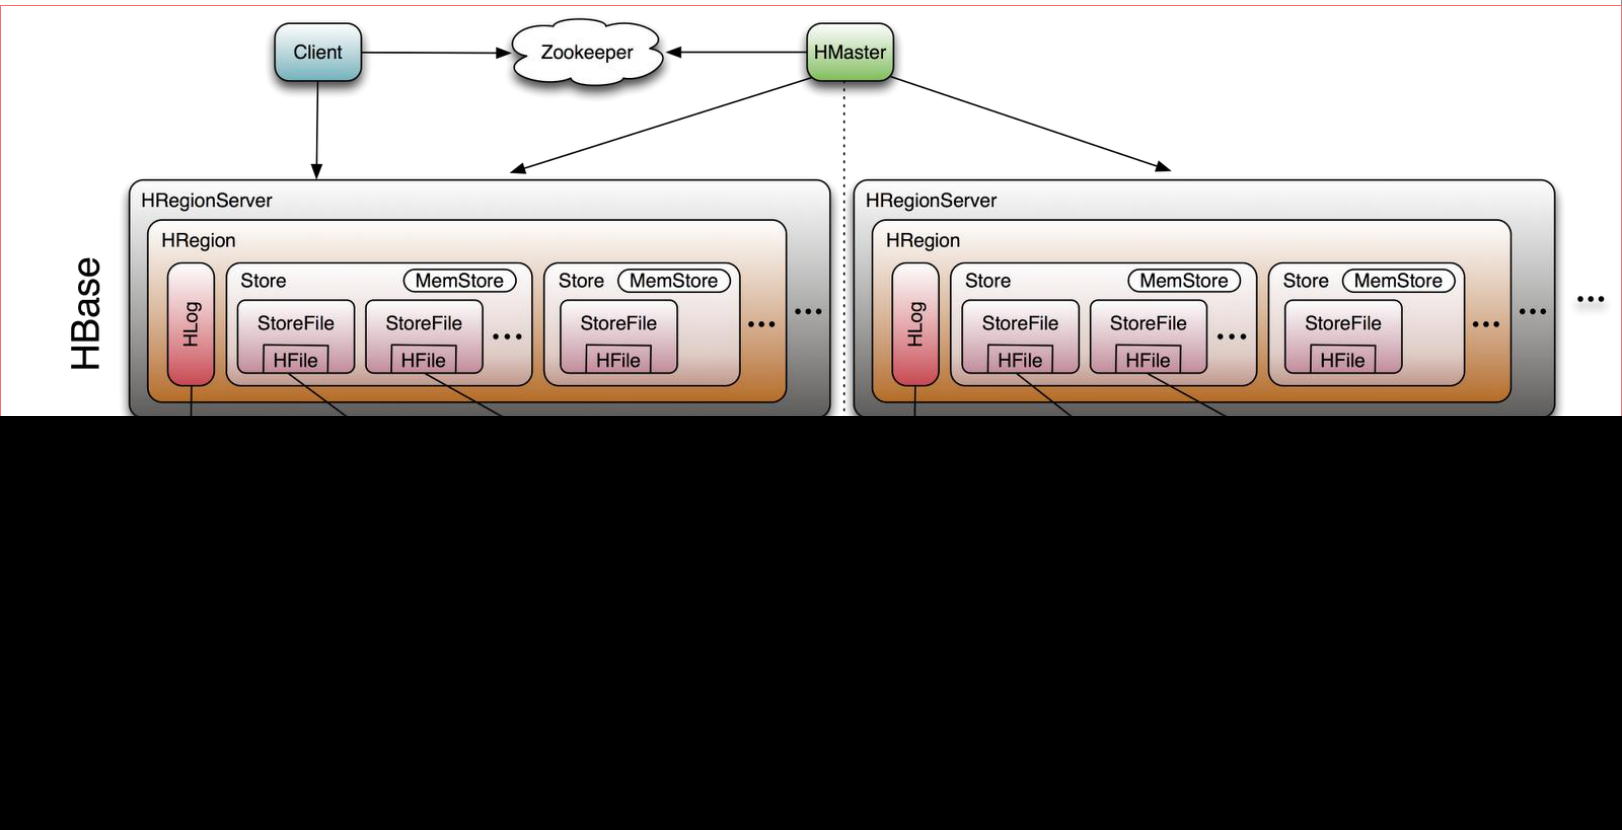 Client
Zookeeper
HMaster
HBase
HRegionServer
HRegion
HLog
Store
MemStore
StoreFile
HFile
StoreFile
HFile
...
Store
MemStore
StoreFile
HFile
...
...
HRegionServer
HRegion
HLog
Store
MemStore
StoreFile
HFile
StoreFile
HFile
...
Store
MemStore
StoreFile
HFile
...
...
...